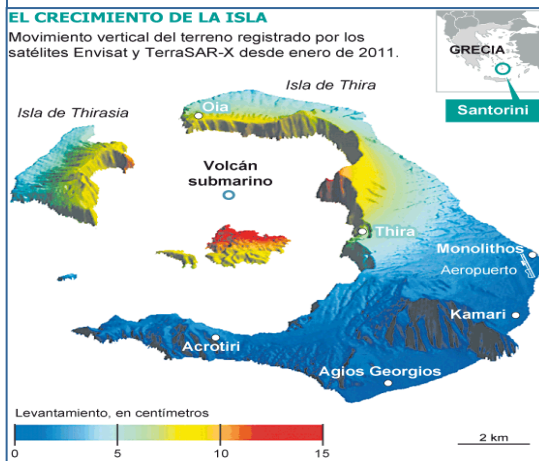 EL CRECIMIENTO DE LA ISLA
Movimiento vertical del terreno registrado por los
satélites Envisat y TerraSAR-X desde enero de 2011.
GRECIA
Santorini
Isla de Thirasia
Isla de Thira
Oia
Volcán
submarino
Thira
Monolithos
Aeropuerto
Kamari
Acrotiri
Agios Georgios
Levantamiento, en centímetros
0 5 10 15
2 km